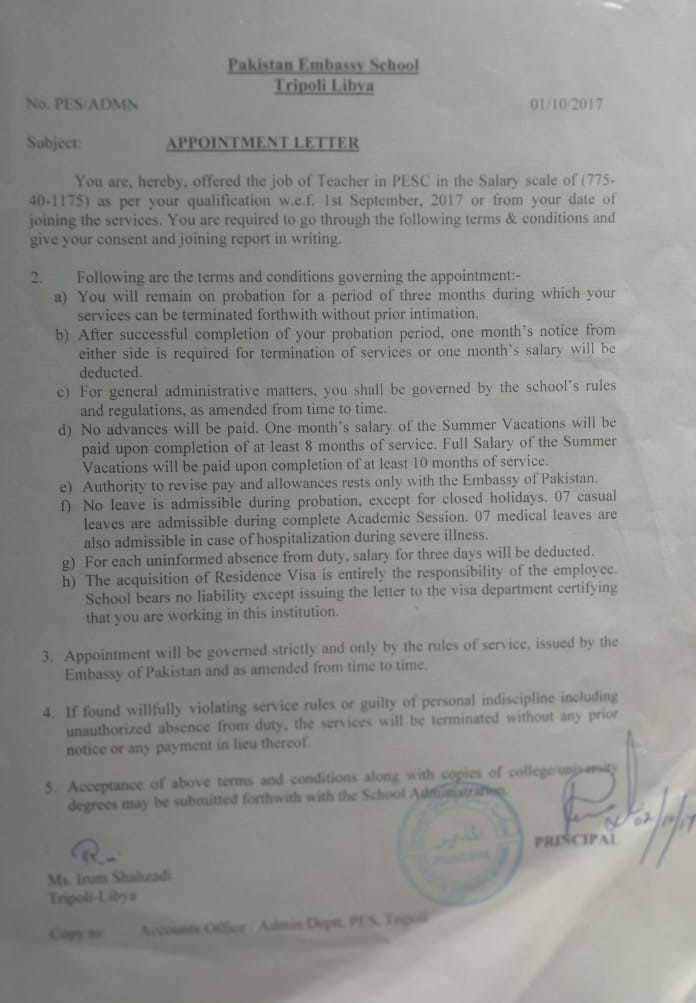 Pakistan Embassy School
Tripoli Libya
No. PES/ADMN 01/10/2017
Subject: APPOINTMENT LETTER
You are, hereby, offered the job of Teacher in PESC in the Salary scale of (775-
40-1175) as per your qualification w.e.f. 1st September, 2017 or from your date of
joining the services. You are required to go through the following terms & conditions and
give your consent and joining report in writing.
2. Following are the terms and conditions governing the appointment:-
a) You will remain on probation for a period of three months during which your
services can be terminated forthwith without prior intimation.
b) After successful completion of your probation period, one month's notice from
either side is required for termination of services or one month's salary will be
deducted.
c) For general administrative matters, you shall be governed by the school's rules
and regulations, as amended from time to time.
d) No advances will be paid. One month's salary of the Summer Vacations will be
paid upon completion of at least 8 months of service. Full Salary of the Summer
Vacations will be paid upon completion of at least 10 months of service.
e) Authority to revise pay and allowances rests only with the Embassy of Pakistan.
f) No leave is admissible during probation, except for closed holidays. 07 casual
leaves are admissible during complete Academic Session. 07 medical leaves are
also admissible in case of hospitalization during severe illness.
g) For each uninformed absence from duty, salary for three days will be deducted.
h) The acquisition of Residence Visa is entirely the responsibility of the employee.
School bears no liability except issuing the letter to the visa department certifying
that you are working in this institution.
3. Appointment will be governed strictly and only by the rules of service, issued by the
Embassy of Pakistan and as amended from time to time.
4. If found willfully violating service rules or guilty of personal indiscipline including
unauthorized absence from duty, the services will be terminated without any prior
notice or any payment in lieu thereof.
5. Acceptance of above terms and conditions along with copies of college/university
degrees may be submitted forthwith with the School Administration.
02/10/17
المدير
PRINCIPAL
PRINCIPAL
Ms. Irum Shahzadi
Tripoli-Libya
Copy to: Accounts Office / Admin Deptt, PES, Tripoli